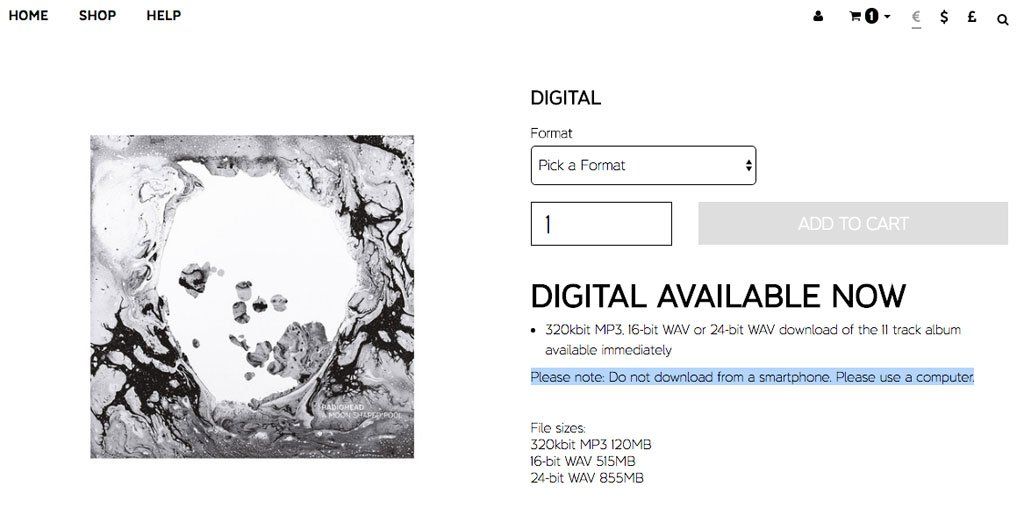 HOME SHOP HELP
1 € $ £
DIGITAL
Format
Pick a Format
1 ADD TO CART
DIGITAL AVAILABLE NOW
• 320kbit MP3, 16-bit WAV or 24-bit WAV download of the 11 track album
available immediately
Please note: Do not download from a smartphone. Please use a computer.
RADIOHEAD
A MOON SHAPED POOL
File sizes:
320kbit MP3 120MB
16-bit WAV 515MB
24-bit WAV 855MB